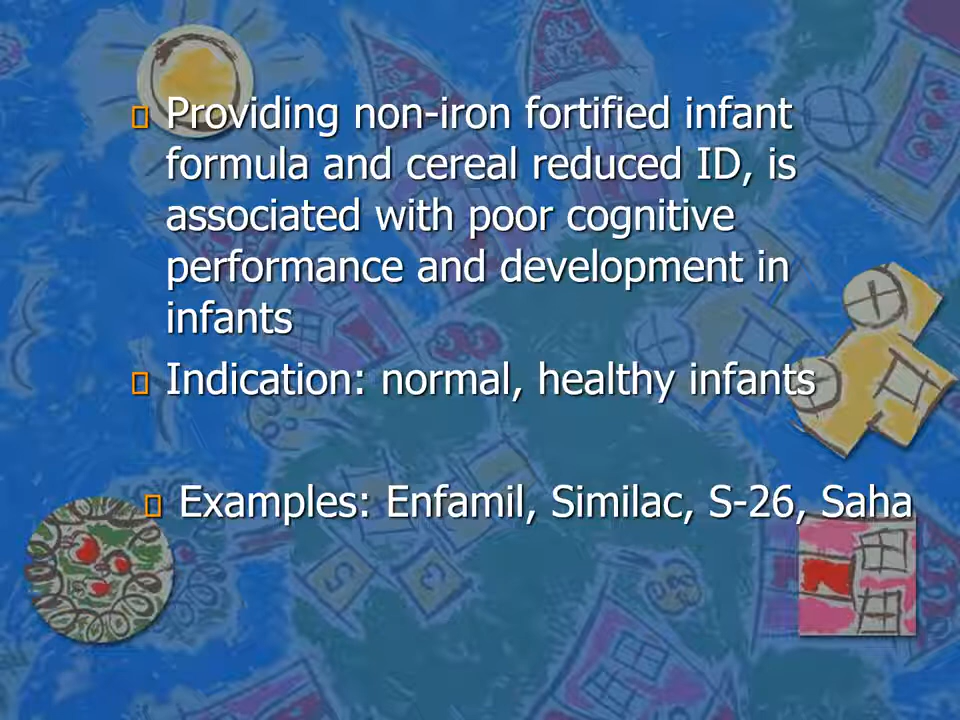 Providing non-iron fortified infant
formula and cereal reduced ID, is
associated with poor cognitive
performance and development in
infants
Indication: normal, healthy infants
Examples: Enfamil, Similac, S-26, Saha